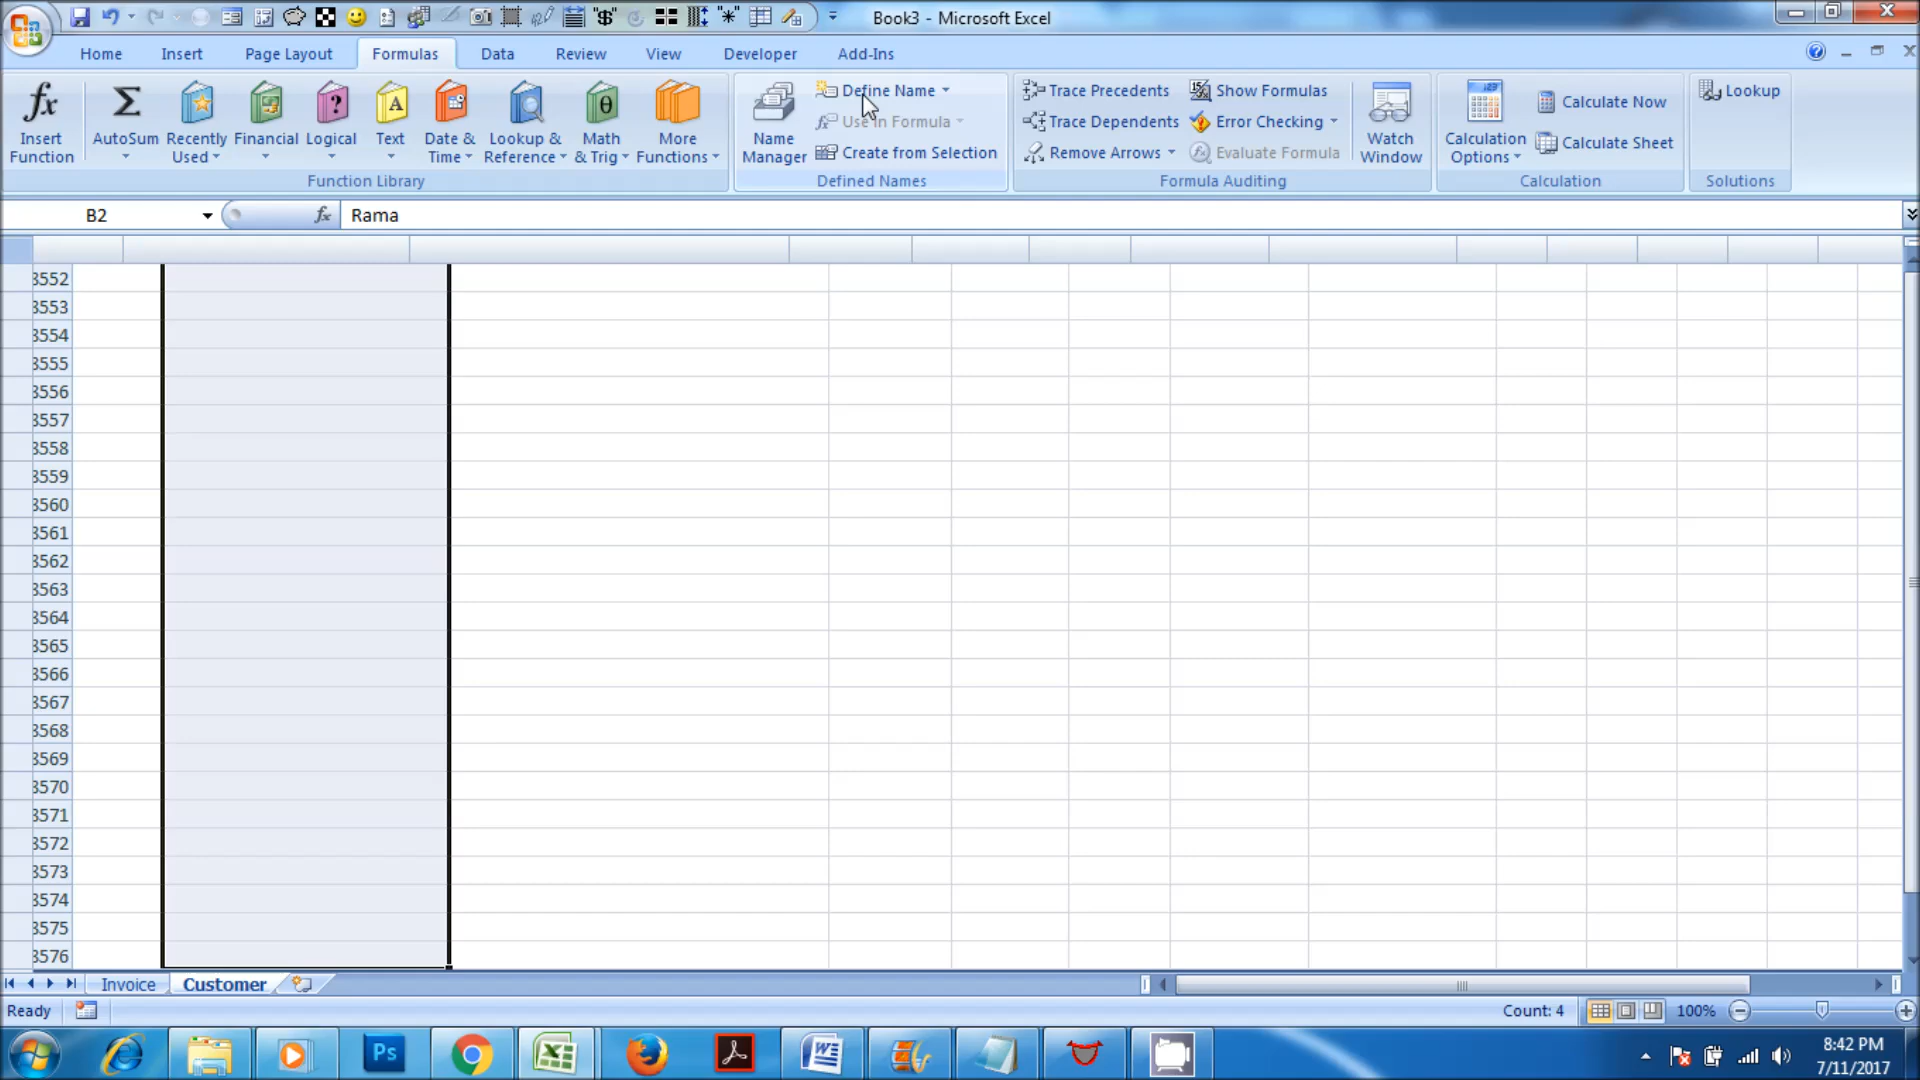 Book3 - Microsoft Excel
Home Insert Page Layout Formulas Data Review View Developer Add-Ins
Insert Function
AutoSum
Recently Used
Financial
Logical
Text
Date & Time
Lookup & Reference
Math & Trig
More Functions
Function Library
Name Manager
Define Name
Use in Formula
Create from Selection
Defined Names
Trace Precedents
Trace Dependents
Remove Arrows
Show Formulas
Error Checking
Evaluate Formula
Formula Auditing
Watch Window
Calculation Options
Calculate Now
Calculate Sheet
Calculation
Lookup
Solutions
B2 fx Rama
3552
3553
3554
3555
3556
3557
3558
3559
3560
3561
3562
3563
3564
3565
3566
3567
3568
3569
3570
3571
3572
3573
3574
3575
3576
Invoice Customer
Ready Count: 4 100%
Ps
8:42 PM
7/11/2017